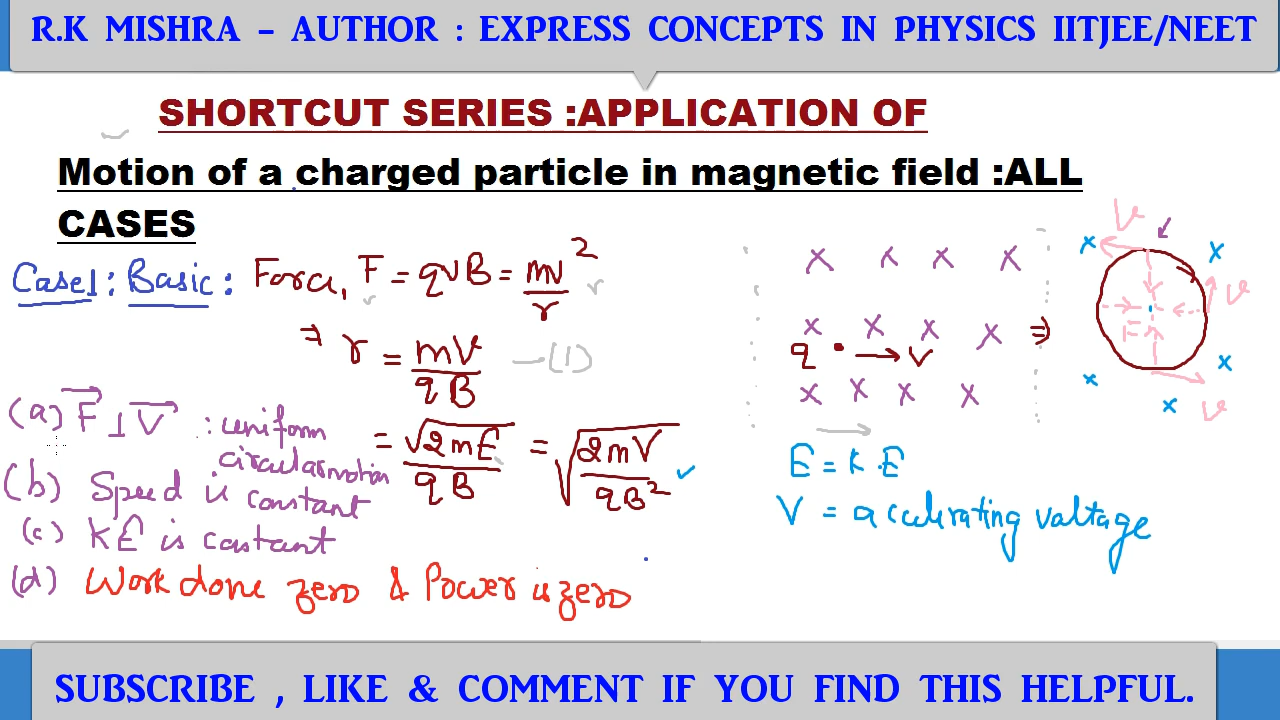 R.K MISHRA – AUTHOR : EXPRESS CONCEPTS IN PHYSICS IITJEE/NEET
SHORTCUT SERIES :APPLICATION OF
Motion of a charged particle in magnetic field :ALL
CASES
Case1: Basic: Force, F = qvB = mv²/r
⇒ r = mv/qB —(1)
= √2mE/qB = √(2mV/qB²) ✓
(a) F⃗ ⊥ V⃗ : uniform
circular motion
(b) Speed is constant
(c) KE is constant
(d) Work done zero & Power is zero
x x x x
x x x x ⇒
q • → v
x x x x
x x
v
v
F
x x
x
v
E = K.E
V = accelerating voltage
SUBSCRIBE , LIKE & COMMENT IF YOU FIND THIS HELPFUL.